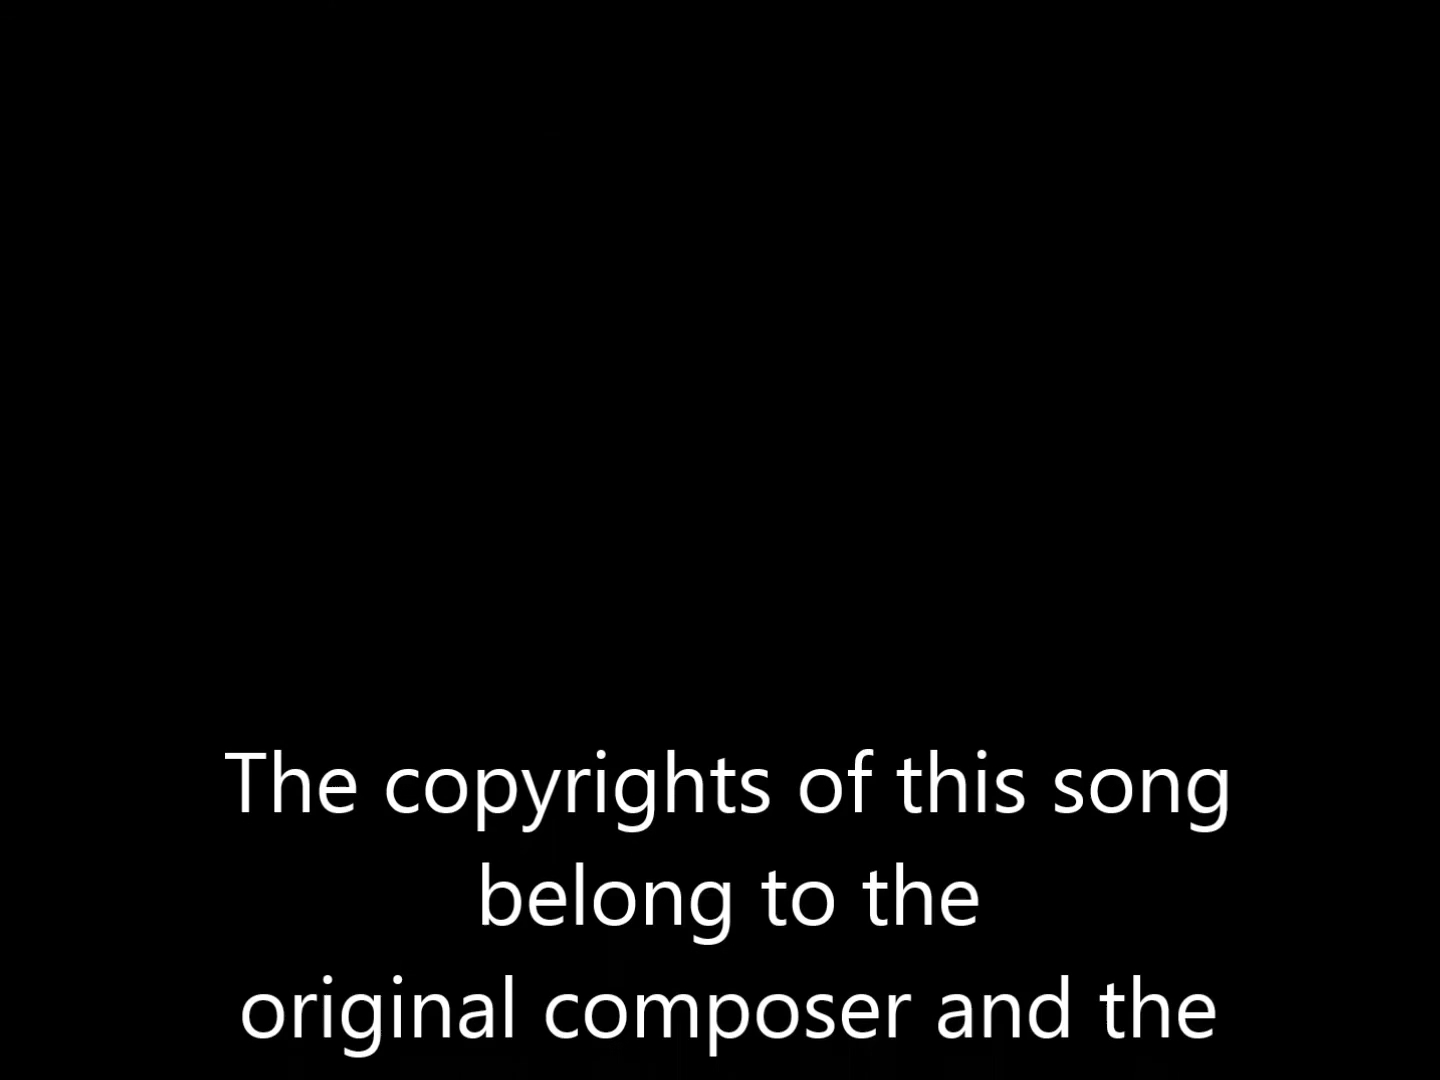 The copyrights of this song
belong to the
original composer and the